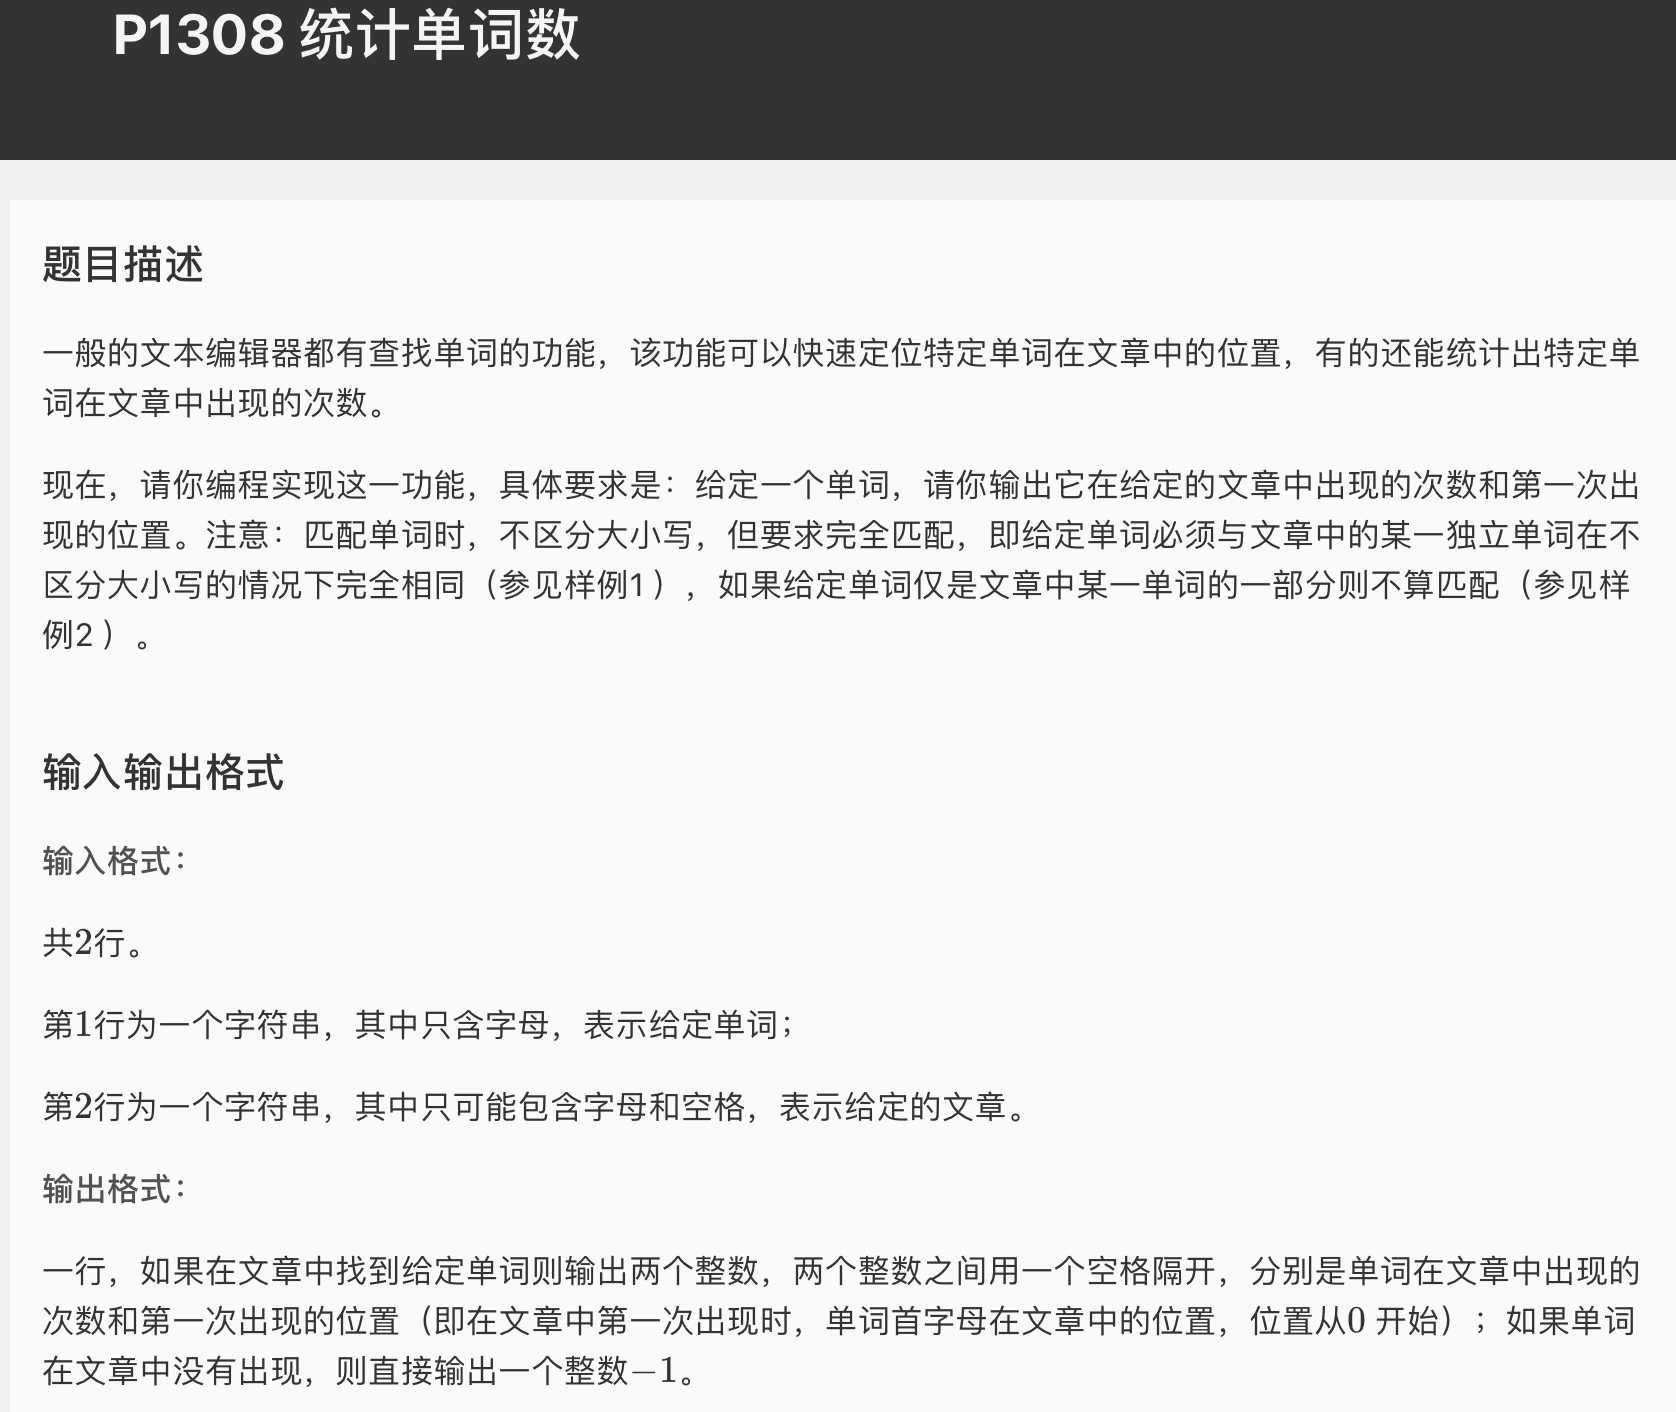 P1308 统计单词数
题目描述
一般的文本编辑器都有查找单词的功能，该功能可以快速定位特定单词在文章中的位置，有的还能统计出特定单
词在文章中出现的次数。
现在，请你编程实现这一功能，具体要求是：给定一个单词，请你输出它在给定的文章中出现的次数和第一次出
现的位置。注意：匹配单词时，不区分大小写，但要求完全匹配，即给定单词必须与文章中的某一独立单词在不
区分大小写的情况下完全相同（参见样例1），如果给定单词仅是文章中某一单词的一部分则不算匹配（参见样
例2 ）。
输入输出格式
输入格式：
共2行。
第1行为一个字符串，其中只含字母，表示给定单词；
第2行为一个字符串，其中只可能包含字母和空格，表示给定的文章。
输出格式：
一行，如果在文章中找到给定单词则输出两个整数，两个整数之间用一个空格隔开，分别是单词在文章中出现的
次数和第一次出现的位置（即在文章中第一次出现时，单词首字母在文章中的位置，位置从0 开始）；如果单词
在文章中没有出现，则直接输出一个整数−1。